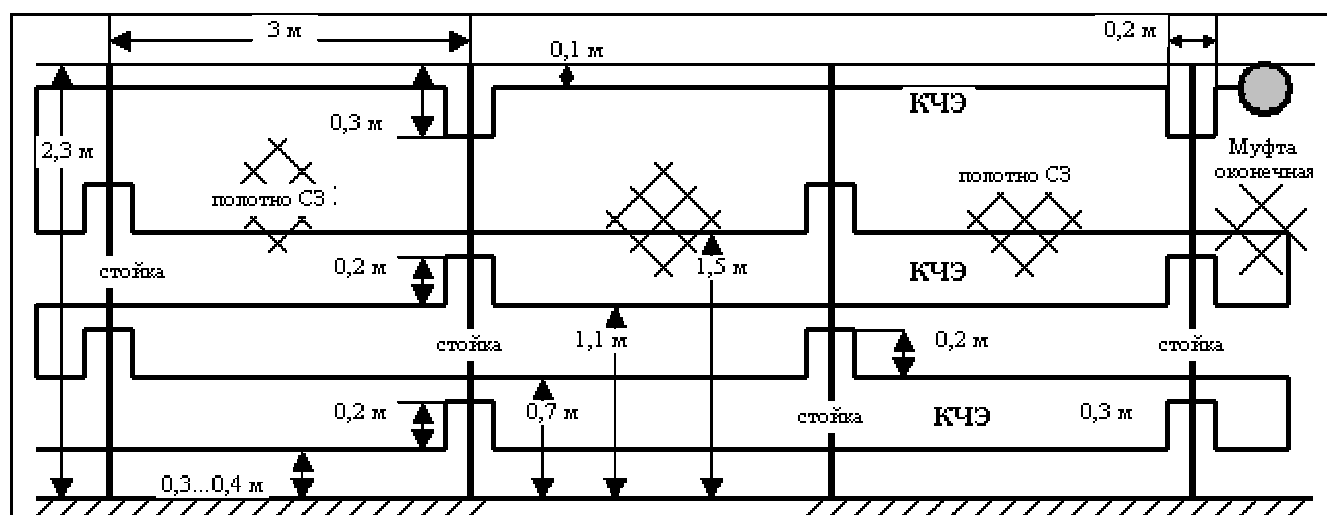 3 м
0,2 м
0,1 м
КЧЭ
0,3 м
2,3 м
Муфта
оконечная
полотно СЗ
полотно СЗ
стойка
0,2 м
1,5 м
КЧЭ
стойка
1,1 м
0,2 м
стойка
0,2 м
0,7 м
стойка
КЧЭ
0,3 м
0,3...0,4 м